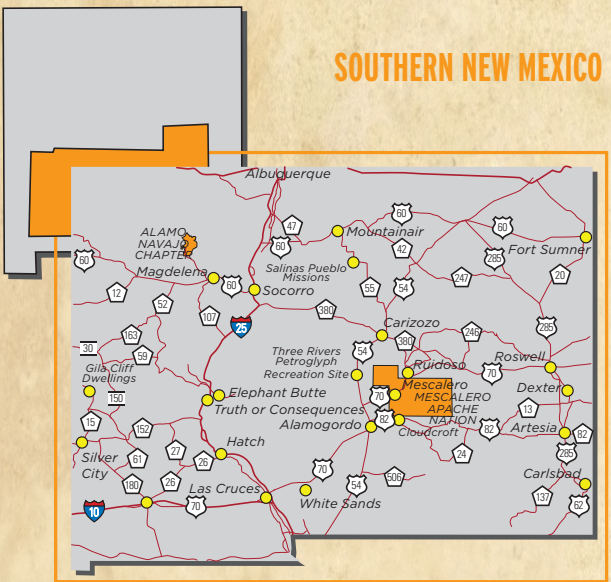 SOUTHERN NEW MEXICO
Albuquerque
47
60
Mountainair
60
42
60
285
Fort Sumner
ALAMO
NAVAJO
CHAPTER
60
Magdelena
60
Salinas Pueblo
Missions
Socorro
55
54
247
20
12
52
107
25
380
285
163
30
59
Carizozo
380
246
54
Three Rivers
Petroglyph
Recreation Site
Ruidoso
70
Roswell
Gila Cliff
Dwellings
150
Elephant Butte
Truth or Consequences
70
Mescalero
MESCALERO
APACHE
NATION
Dexter
13
15
152
Alamogordo
82
Cloudcroft
82
Artesia
82
285
Silver
City
61
27
26
Hatch
24
180
26
Las Cruces
70
54
506
Carlsbad
137
62
10
70
White Sands